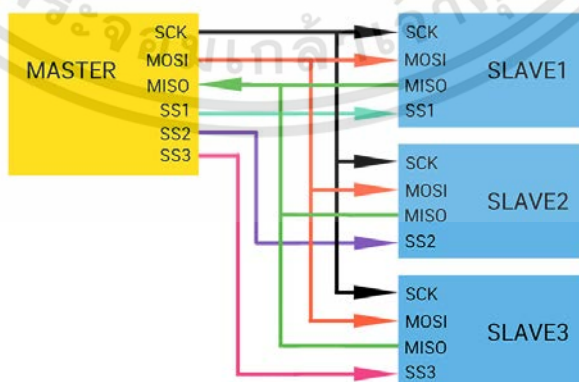 MASTER
SCK
MOSI
MISO
SS1
SS2
SS3
SCK
MOSI
MISO
SS1
SLAVE1
SCK
MOSI
MISO
SS2
SLAVE2
SCK
MOSI
MISO
SS3
SLAVE3